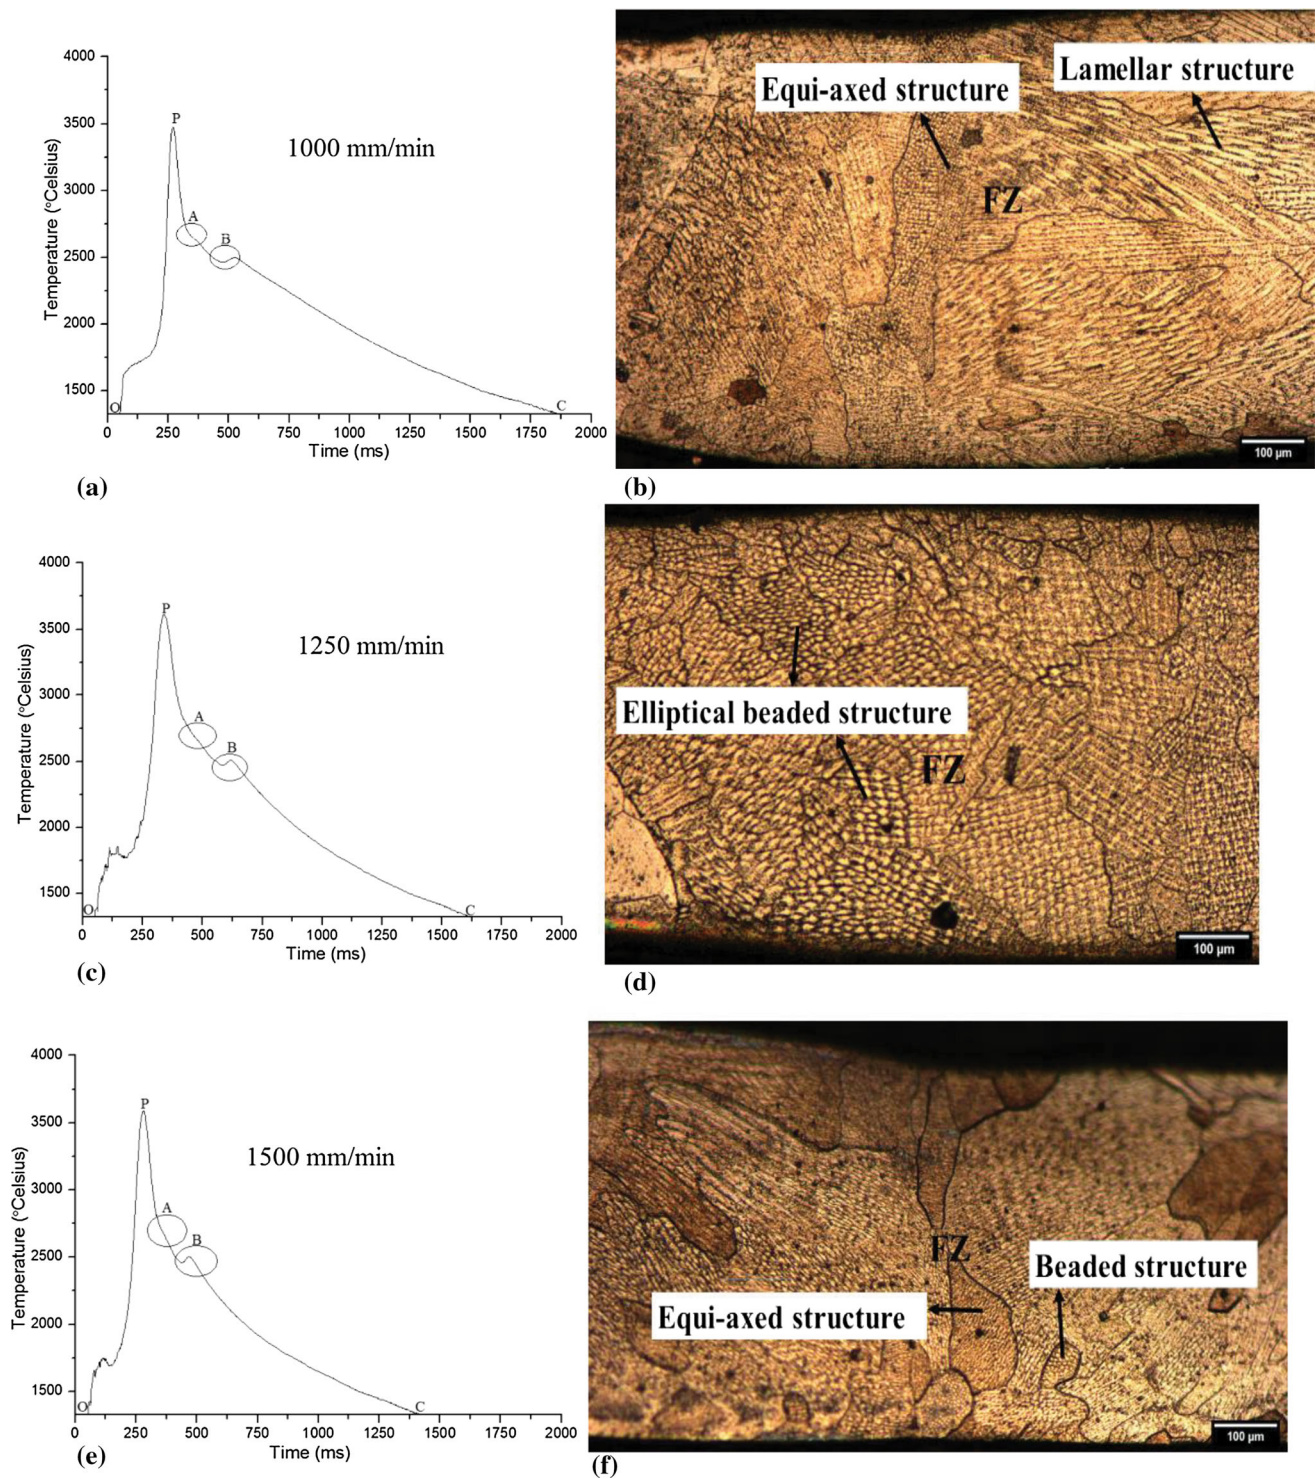 4000
3500
3000
2500
2000
1500
Temperature (°Celsius)
P
A
B
O
C
1000 mm/min
0 250 500 750 1000 1250 1500 1750 2000
Time (ms)
(a)
Equi-axed structure
Lamellar structure
FZ
100 µm
(b)
4000
3500
3000
2500
2000
1500
Temperature (°Celsius)
P
A
B
O
C
1250 mm/min
0 250 500 750 1000 1250 1500 1750 2000
Time (ms)
(c)
Elliptical beaded structure
FZ
100 µm
(d)
4000
3500
3000
2500
2000
1500
Temperature (°Celsius)
P
A
B
O
C
1500 mm/min
0 250 500 750 1000 1250 1500 1750 2000
Time (ms)
(e)
FZ
Beaded structure
Equi-axed structure
100 µm
(f)